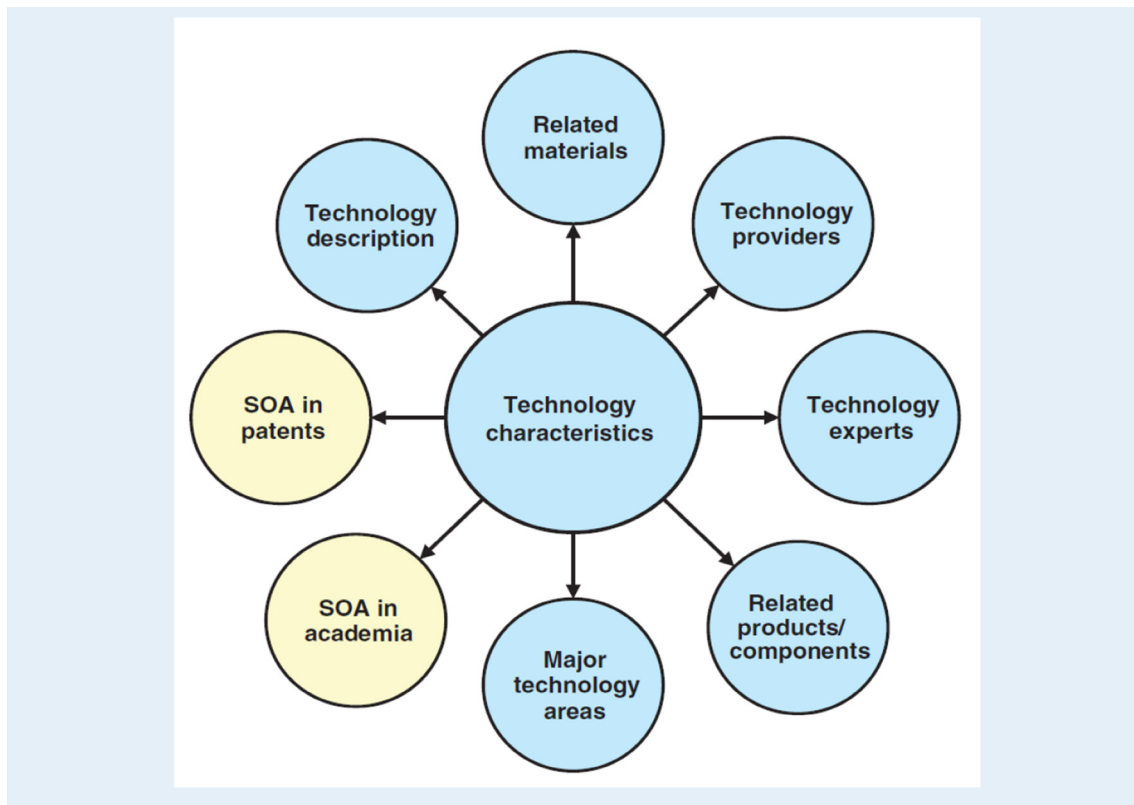 Related
materials
Technology
description
Technology
providers
SOA in
patents
Technology
characteristics
Technology
experts
SOA in
academia
Major
technology
areas
Related
products/
components